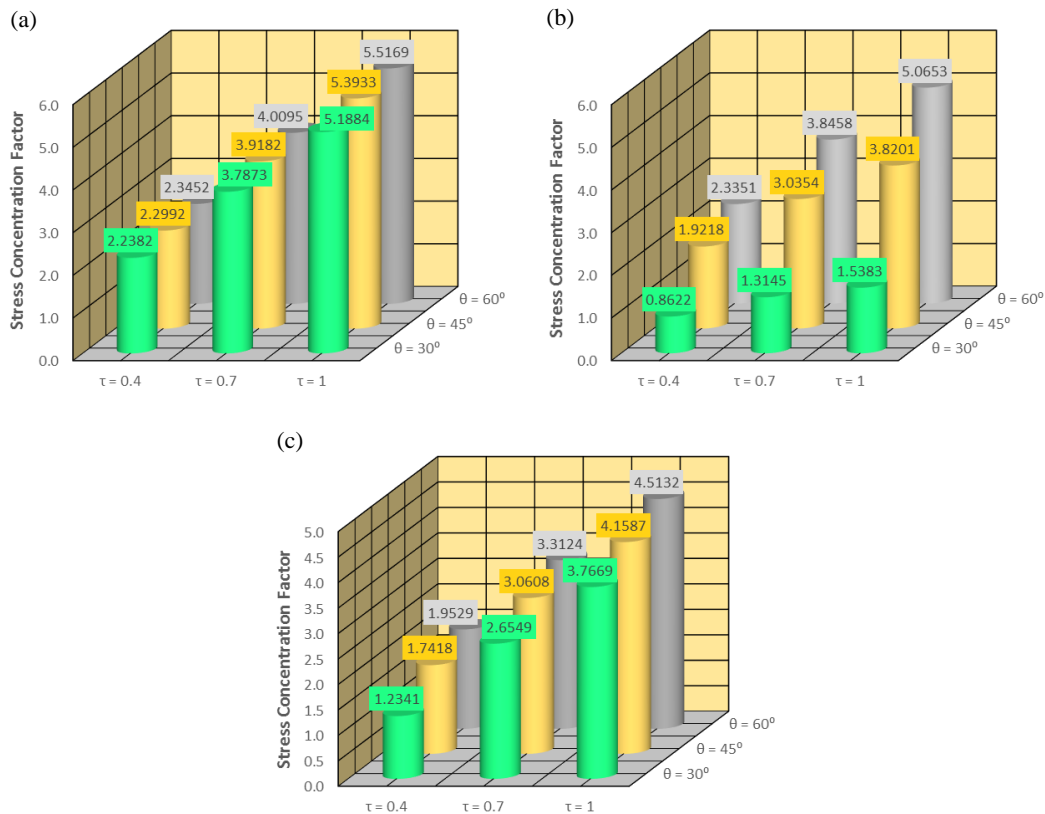 (a)
Stress Concentration Factor
6.0
5.0
4.0
3.0
2.0
1.0
0.0
2.2382
2.2992
2.3452
3.7873
3.9182
4.0095
5.1884
5.3933
5.5169
τ = 0.4
τ = 0.7
τ = 1
θ = 30⁰
θ = 45⁰
θ = 60⁰
(b)
Stress Concentration Factor
6.0
5.0
4.0
3.0
2.0
1.0
0.0
0.8622
1.9218
2.3351
1.3145
3.0354
3.8458
1.5383
3.8201
5.0653
τ = 0.4
τ = 0.7
τ = 1
θ = 30⁰
θ = 45⁰
θ = 60⁰
(c)
Stress Concentration Factor
5.0
4.5
4.0
3.5
3.0
2.5
2.0
1.5
1.0
0.5
0.0
1.2341
1.7418
1.9529
2.6549
3.0608
3.3124
3.7669
4.1587
4.5132
τ = 0.4
τ = 0.7
τ = 1
θ = 30⁰
θ = 45⁰
θ = 60⁰